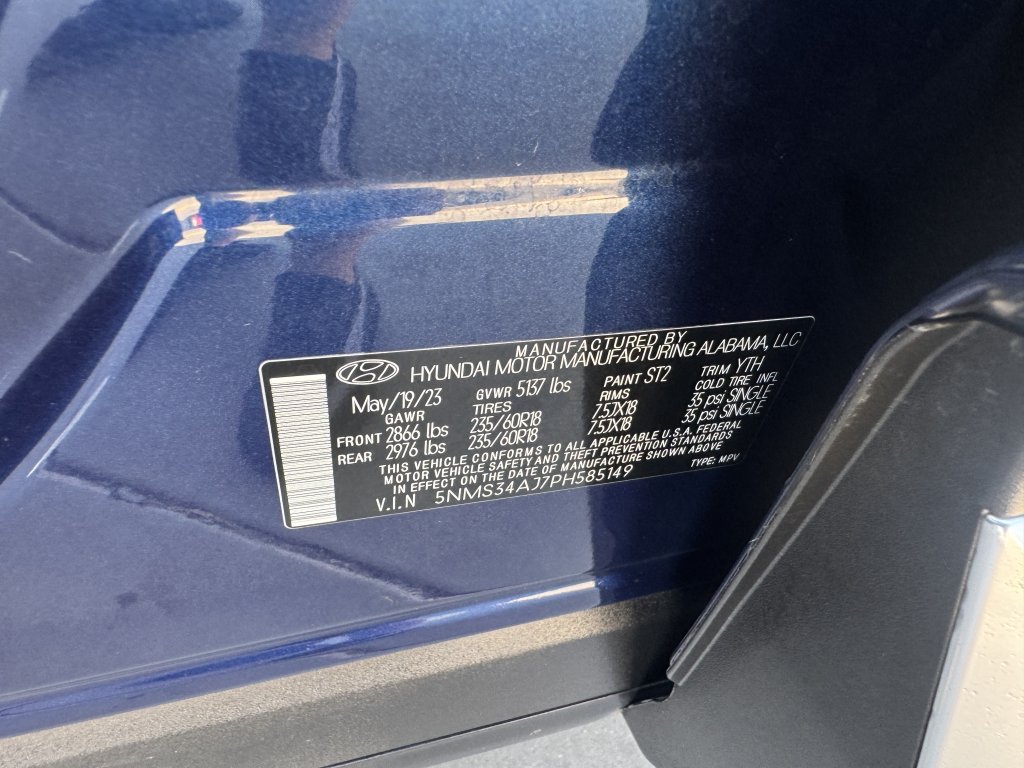 MANUFACTURED BY
HYUNDAI MOTOR MANUFACTURING ALABAMA, LLC
May/19/23 GVWR 5137 lbs PAINT ST2 TRIM YTH
GAWR TIRES RIMS COLD TIRE INFL
FRONT 2866 lbs 235/60R18 7.5JX18 35 psi SINGLE
REAR 2976 lbs 235/60R18 7.5JX18 35 psi SINGLE
THIS VEHICLE CONFORMS TO ALL APPLICABLE U.S.A. FEDERAL
MOTOR VEHICLE SAFETY AND THEFT PREVENTION STANDARDS
IN EFFECT ON THE DATE OF MANUFACTURE SHOWN ABOVE
V.I.N 5NMS34AJ7PH585149 TYPE: MPV